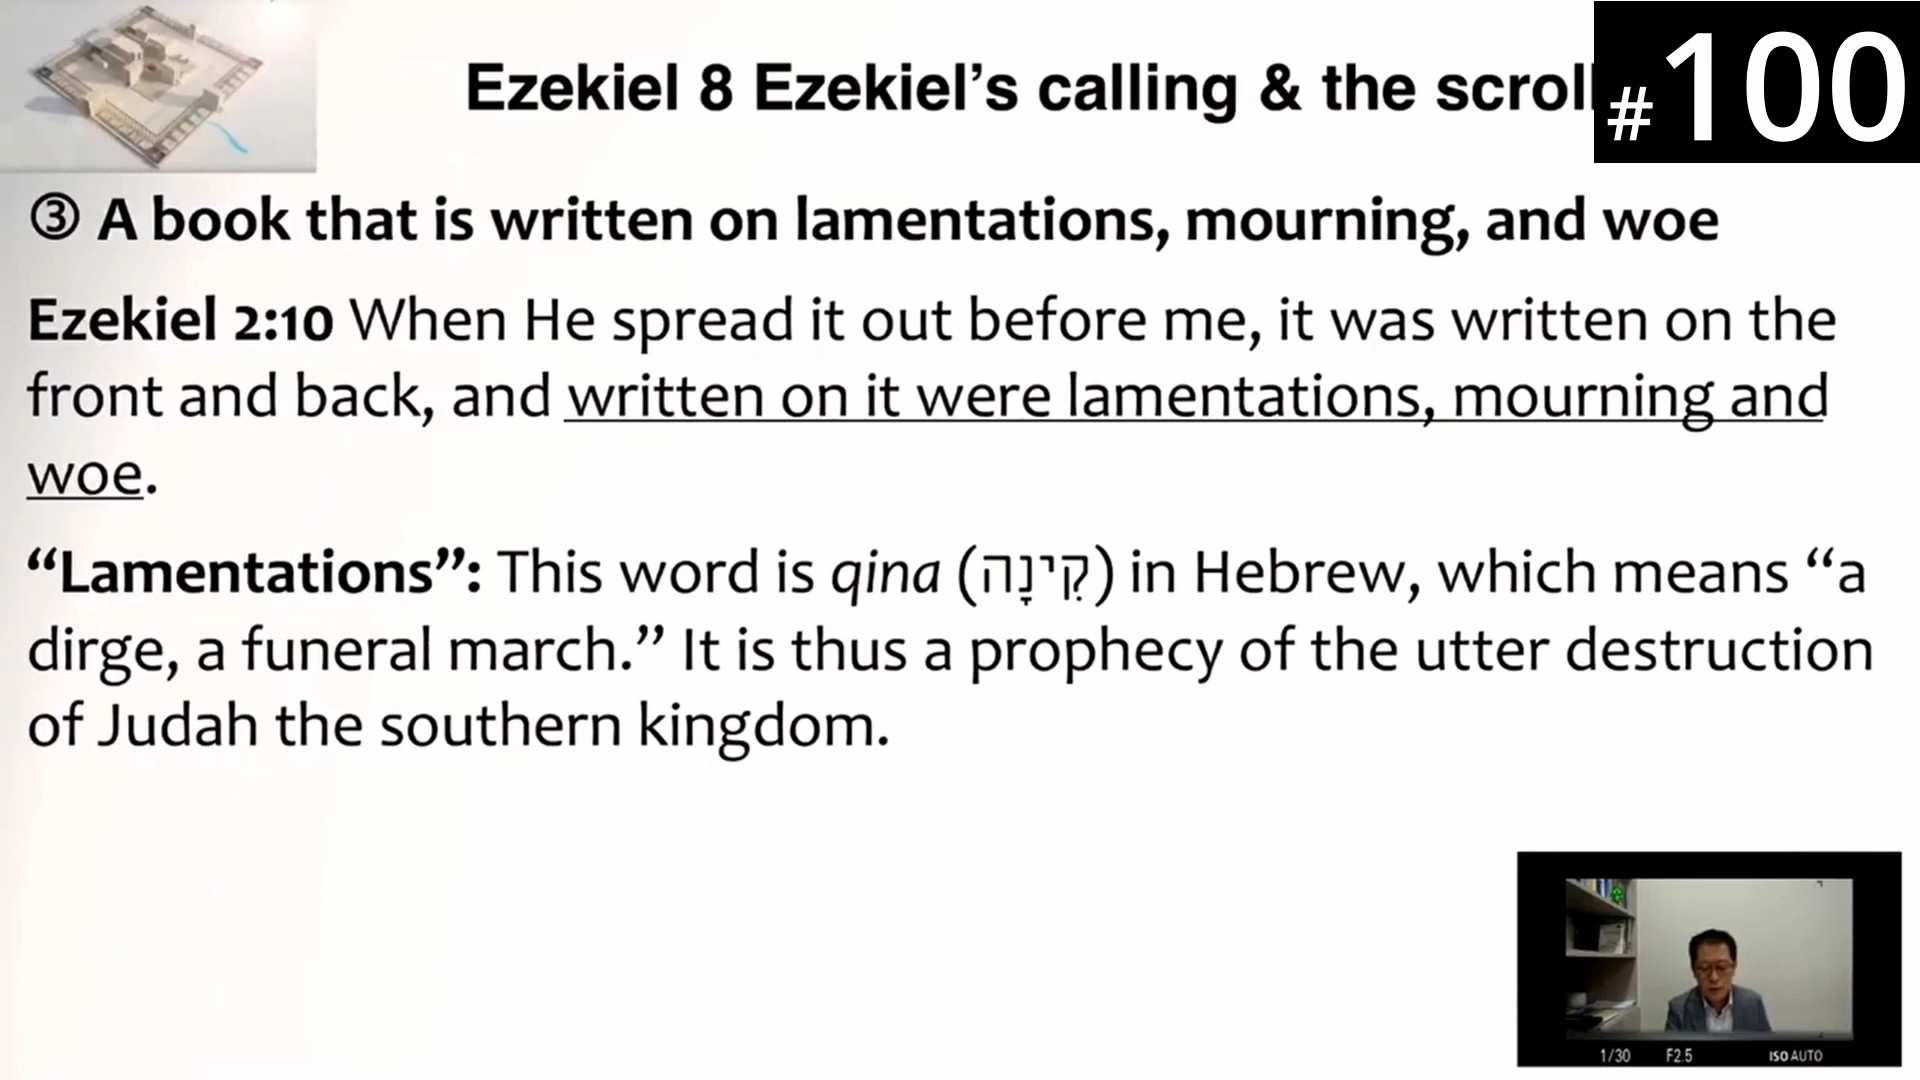 Ezekiel 8 Ezekiel’s calling & the scroll
#100
③ A book that is written on lamentations, mourning, and woe
Ezekiel 2:10 When He spread it out before me, it was written on the
front and back, and written on it were lamentations, mourning and
woe.
“Lamentations”: This word is qina (קִינָה) in Hebrew, which means “a
dirge, a funeral march.” It is thus a prophecy of the utter destruction
of Judah the southern kingdom.
1/30 F2.5 ISO AUTO